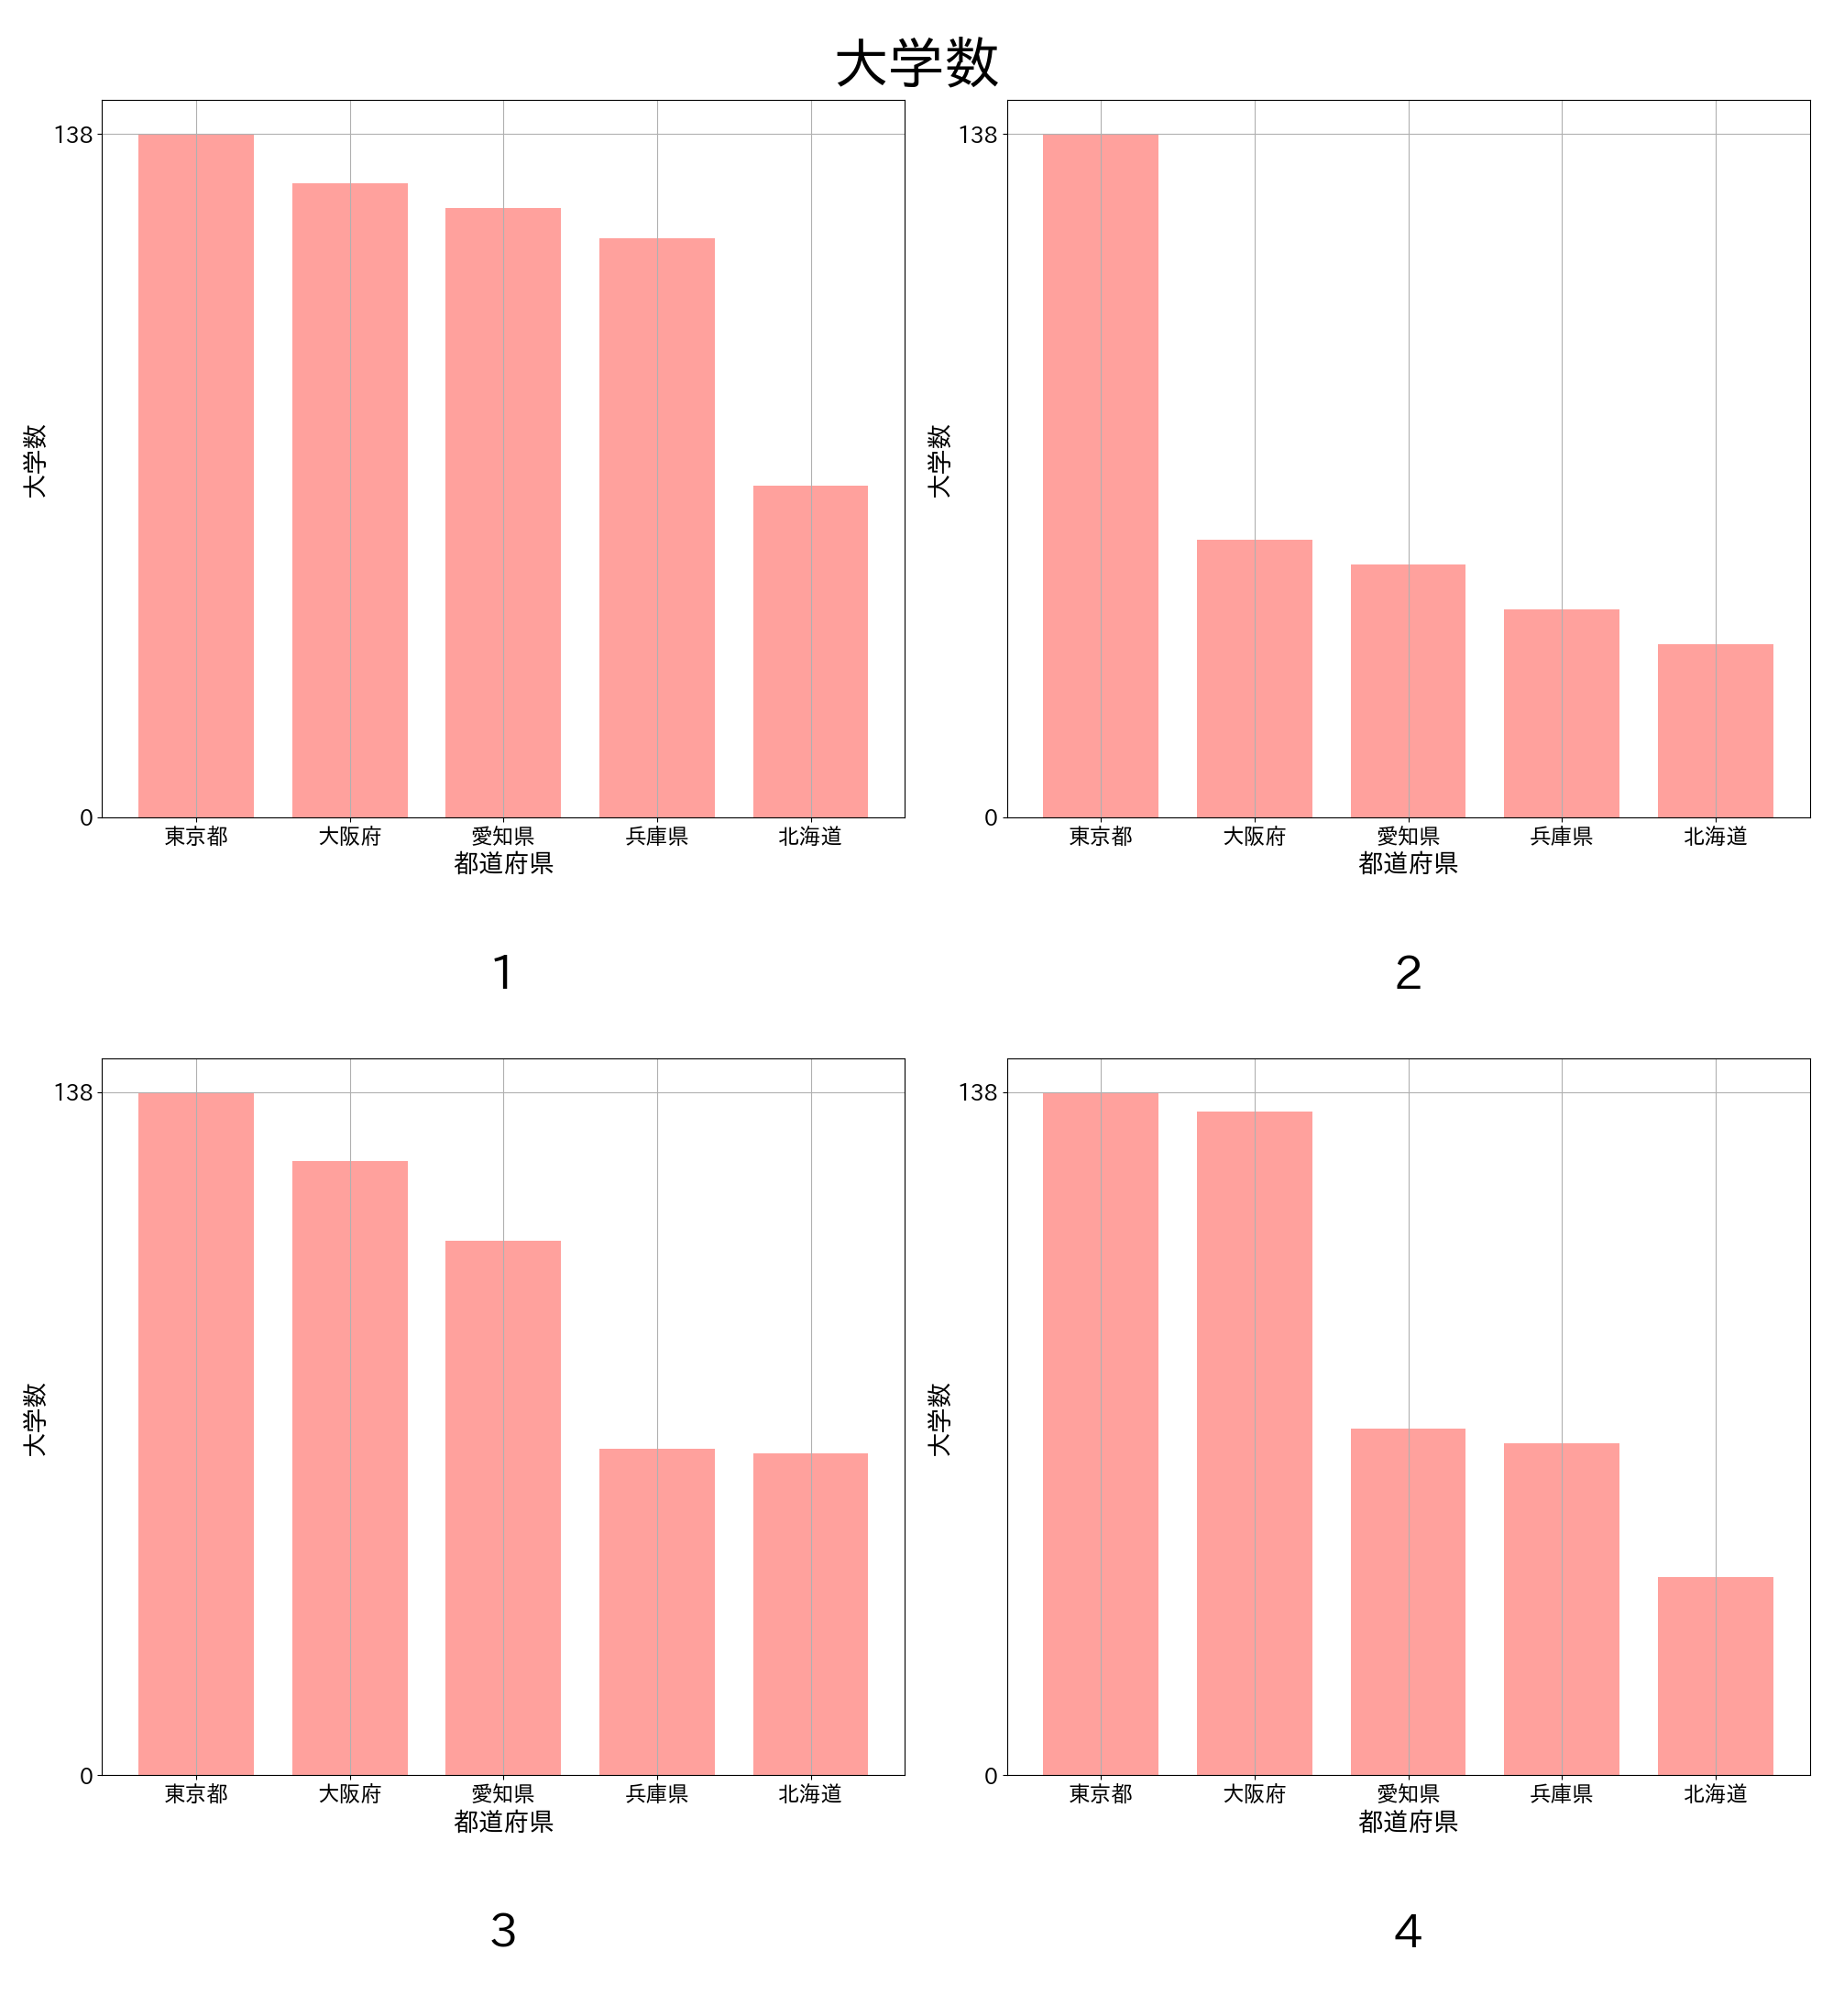 大学数
138
0
大学数
東京都 大阪府 愛知県 兵庫県 北海道
都道府県
1
138
0
大学数
東京都 大阪府 愛知県 兵庫県 北海道
都道府県
2
138
0
大学数
東京都 大阪府 愛知県 兵庫県 北海道
都道府県
3
138
0
大学数
東京都 大阪府 愛知県 兵庫県 北海道
都道府県
4